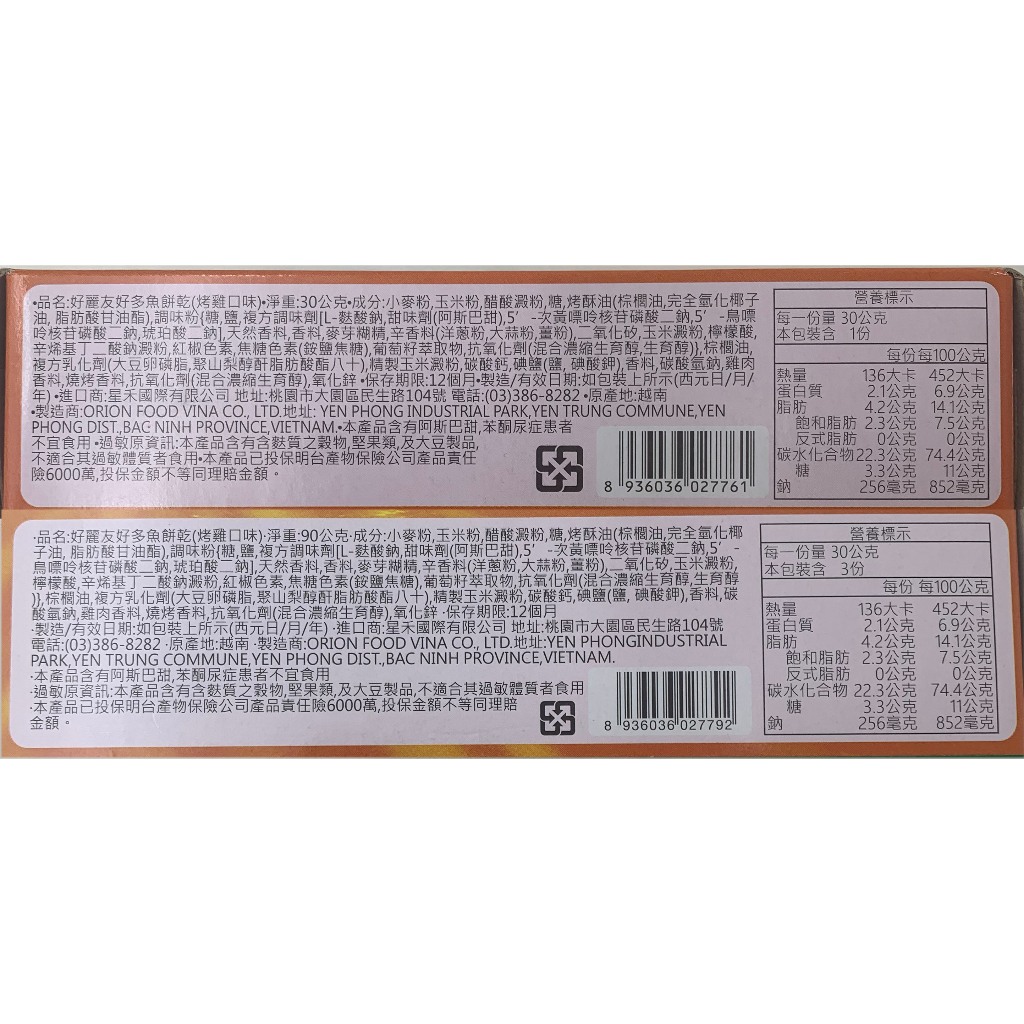 •品名:好麗友好多魚餅乾(烤雞口味)•淨重:30公克•成分:小麥粉,玉米粉,醋酸澱粉,糖,烤酥油(棕櫚油,完全氫化椰子
油, 脂肪酸甘油酯),調味粉{糖,鹽,複方調味劑[L-麩酸鈉,甜味劑(阿斯巴甜),5’-次黃嘌呤核苷磷酸二鈉,5’-鳥嘌
呤核苷磷酸二鈉,琥珀酸二鈉],天然香料,香料,麥芽糊精,辛香料(洋蔥粉,大蒜粉,薑粉),二氧化矽,玉米澱粉,檸檬酸,
辛烯基丁二酸鈉澱粉,紅椒色素,焦糖色素(銨鹽焦糖),葡萄籽萃取物,抗氧化劑(混合濃縮生育醇,生育醇)},棕櫚油,
複方乳化劑(大豆卵磷脂,聚山梨醇酐脂肪酸酯八十),精製玉米澱粉,碳酸鈣,碘鹽(鹽, 碘酸鉀),香料,碳酸氫鈉,雞肉
香料,燒烤香料,抗氧化劑(混合濃縮生育醇),氧化鋅 •保存期限:12個月•製造/有效日期:如包裝上所示(西元日/月/
年) •進口商:星禾國際有限公司 地址:桃園市大園區民生路104號 電話:(03)386-8282 •原產地:越南
•製造商:ORION FOOD VINA CO., LTD.地址: YEN PHONG INDUSTRIAL PARK,YEN TRUNG COMMUNE,YEN
PHONG DIST.,BAC NINH PROVINCE,VIETNAM.•本產品含有阿斯巴甜,苯酮尿症患者
不宜食用 •過敏原資訊:本產品含有含麩質之穀物,堅果類,及大豆製品,
不適合其過敏體質者食用•本產品已投保明台產物保險公司產品責任
險6000萬,投保金額不等同理賠金額。
8 936036 027761
營養標示
每一份量 30公克
本包裝含 1份
每份 每100公克
熱量 136大卡 452大卡
蛋白質 2.1公克 6.9公克
脂肪 4.2公克 14.1公克
飽和脂肪 2.3公克 7.5公克
反式脂肪 0公克 0公克
碳水化合物 22.3公克 74.4公克
糖 3.3公克 11公克
鈉 256毫克 852毫克
·品名:好麗友好多魚餅乾(烤雞口味)·淨重:90公克·成分:小麥粉,玉米粉,醋酸澱粉,糖,烤酥油(棕櫚油,完全氫化椰
子油, 脂肪酸甘油酯),調味粉{糖,鹽,複方調味劑[L-麩酸鈉,甜味劑(阿斯巴甜),5’-次黃嘌呤核苷磷酸二鈉,5’-
鳥嘌呤核苷磷酸二鈉,琥珀酸二鈉],天然香料,香料,麥芽糊精,辛香料(洋蔥粉,大蒜粉,薑粉),二氧化矽,玉米澱粉,
檸檬酸,辛烯基丁二酸鈉澱粉,紅椒色素,焦糖色素(銨鹽焦糖),葡萄籽萃取物,抗氧化劑(混合濃縮生育醇,生育醇
)},棕櫚油,複方乳化劑(大豆卵磷脂,聚山梨醇酐脂肪酸酯八十),精製玉米澱粉,碳酸鈣,碘鹽(鹽, 碘酸鉀),香料,碳
酸氫鈉,雞肉香料,燒烤香料,抗氧化劑(混合濃縮生育醇),氧化鋅 ·保存期限:12個月
·製造/有效日期:如包裝上所示(西元日/月/年) ·進口商:星禾國際有限公司 地址:桃園市大園區民生路104號
電話:(03)386-8282 ·原產地:越南 ·製造商:ORION FOOD VINA CO., LTD.地址:YEN PHONGINDUSTRIAL
PARK,YEN TRUNG COMMUNE,YEN PHONG DIST.,BAC NINH PROVINCE,VIETNAM.
·本產品含有阿斯巴甜,苯酮尿症患者不宜食用
·過敏原資訊:本產品含有含麩質之穀物,堅果類,及大豆製品,不適合其過敏體質者食用
·本產品已投保明台產物保險公司產品責任險6000萬,投保金額不等同理賠
金額。
8 936036 027792
營養標示
每一份量 30公克
本包裝含 3份
每份 每100公克
熱量 136大卡 452大卡
蛋白質 2.1公克 6.9公克
脂肪 4.2公克 14.1公克
飽和脂肪 2.3公克 7.5公克
反式脂肪 0公克 0公克
碳水化合物 22.3公克 74.4公克
糖 3.3公克 11公克
鈉 256毫克 852毫克